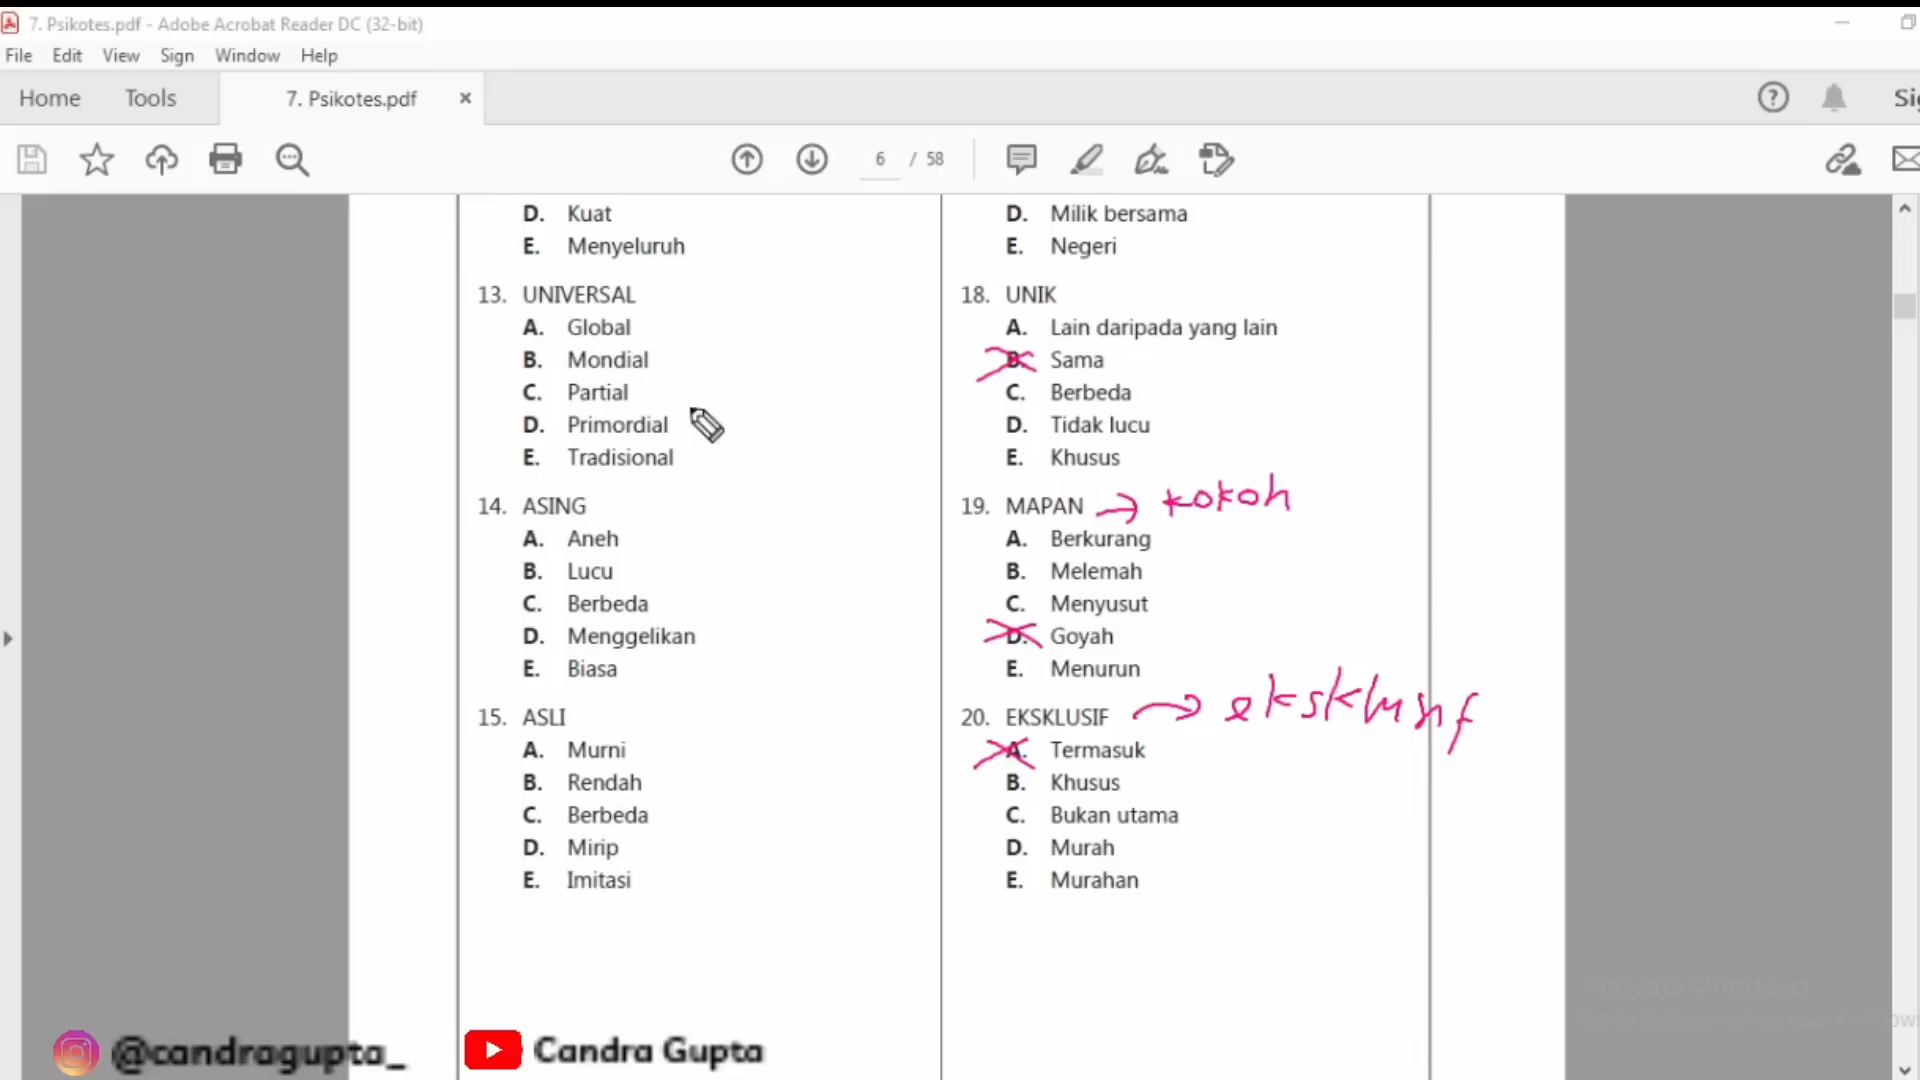 7. Psikotes.pdf - Adobe Acrobat Reader DC (32-bit)
File Edit View Sign Window Help
Home Tools 7. Psikotes.pdf ×
6 / 58
D. Kuat
E. Menyeluruh
13. UNIVERSAL
A. Global
B. Mondial
C. Partial
D. Primordial
E. Tradisional
14. ASING
A. Aneh
B. Lucu
C. Berbeda
D. Menggelikan
E. Biasa
15. ASLI
A. Murni
B. Rendah
C. Berbeda
D. Mirip
E. Imitasi
D. Milik bersama
E. Negeri
18. UNIK
A. Lain daripada yang lain
B. Sama
C. Berbeda
D. Tidak lucu
E. Khusus
19. MAPAN → kokoh
A. Berkurang
B. Melemah
C. Menyusut
D. Goyah
E. Menurun
20. EKSKLUSIF → eksklusif
A. Termasuk
B. Khusus
C. Bukan utama
D. Murah
E. Murahan
Activate Windows
@candragupta_ Candra Gupta